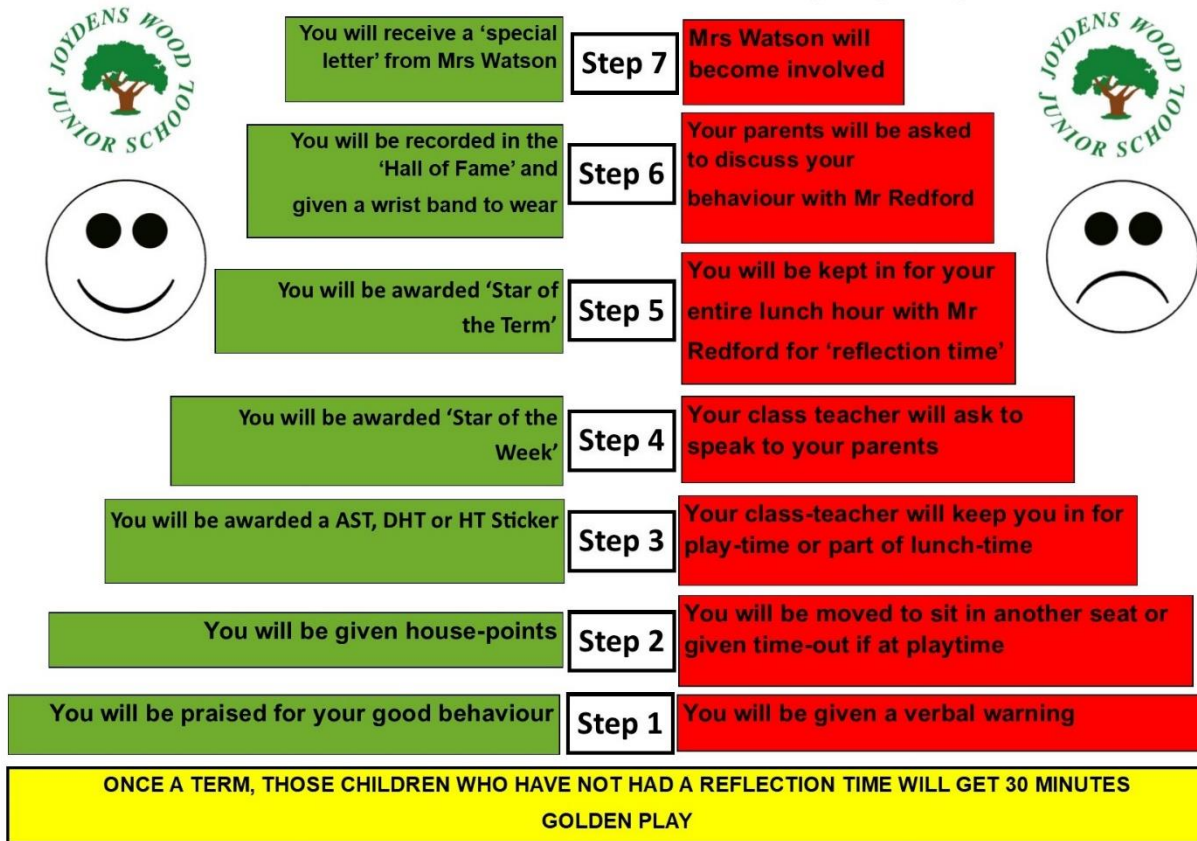 JOYDENS WOOD
JUNIOR SCHOOL
JOYDENS WOOD
JUNIOR SCHOOL
You will receive a ‘special
letter’ from Mrs Watson
Step 7
Mrs Watson will
become involved
You will be recorded in the
‘Hall of Fame’ and
given a wrist band to wear
Step 6
Your parents will be asked
to discuss your
behaviour with Mr Redford
You will be awarded ‘Star of
the Term’
Step 5
You will be kept in for your
entire lunch hour with Mr
Redford for ‘reflection time’
You will be awarded ‘Star of the
Week’
Step 4
Your class teacher will ask to
speak to your parents
You will be awarded a AST, DHT or HT Sticker
Step 3
Your class-teacher will keep you in for
play-time or part of lunch-time
You will be given house-points
Step 2
You will be moved to sit in another seat or
given time-out if at playtime
You will be praised for your good behaviour
Step 1
You will be given a verbal warning
ONCE A TERM, THOSE CHILDREN WHO HAVE NOT HAD A REFLECTION TIME WILL GET 30 MINUTES
GOLDEN PLAY